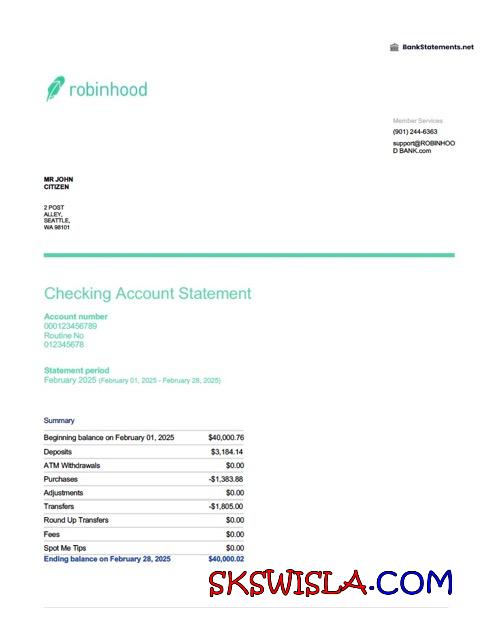 BankStatements.net
robinhood
Member Services
(901) 244-6363
support@ROBINHOO
D BANK.com
MR JOHN
CITIZEN
2 POST
ALLEY,
SEATTLE,
WA 98101
Checking Account Statement
Account number
000123456789
Routine No
012345678
Statement period
February 2025 (February 01, 2025 - February 28, 2025)
Summary
Beginning balance on February 01, 2025 $40,000.76
Deposits $3,184.14
ATM Withdrawals $0.00
Purchases -$1,383.88
Adjustments $0.00
Transfers -$1,805.00
Round Up Transfers $0.00
Fees $0.00
Spot Me Tips $0.00
Ending balance on February 28, 2025 $40,000.02
SKSWISLA.COM